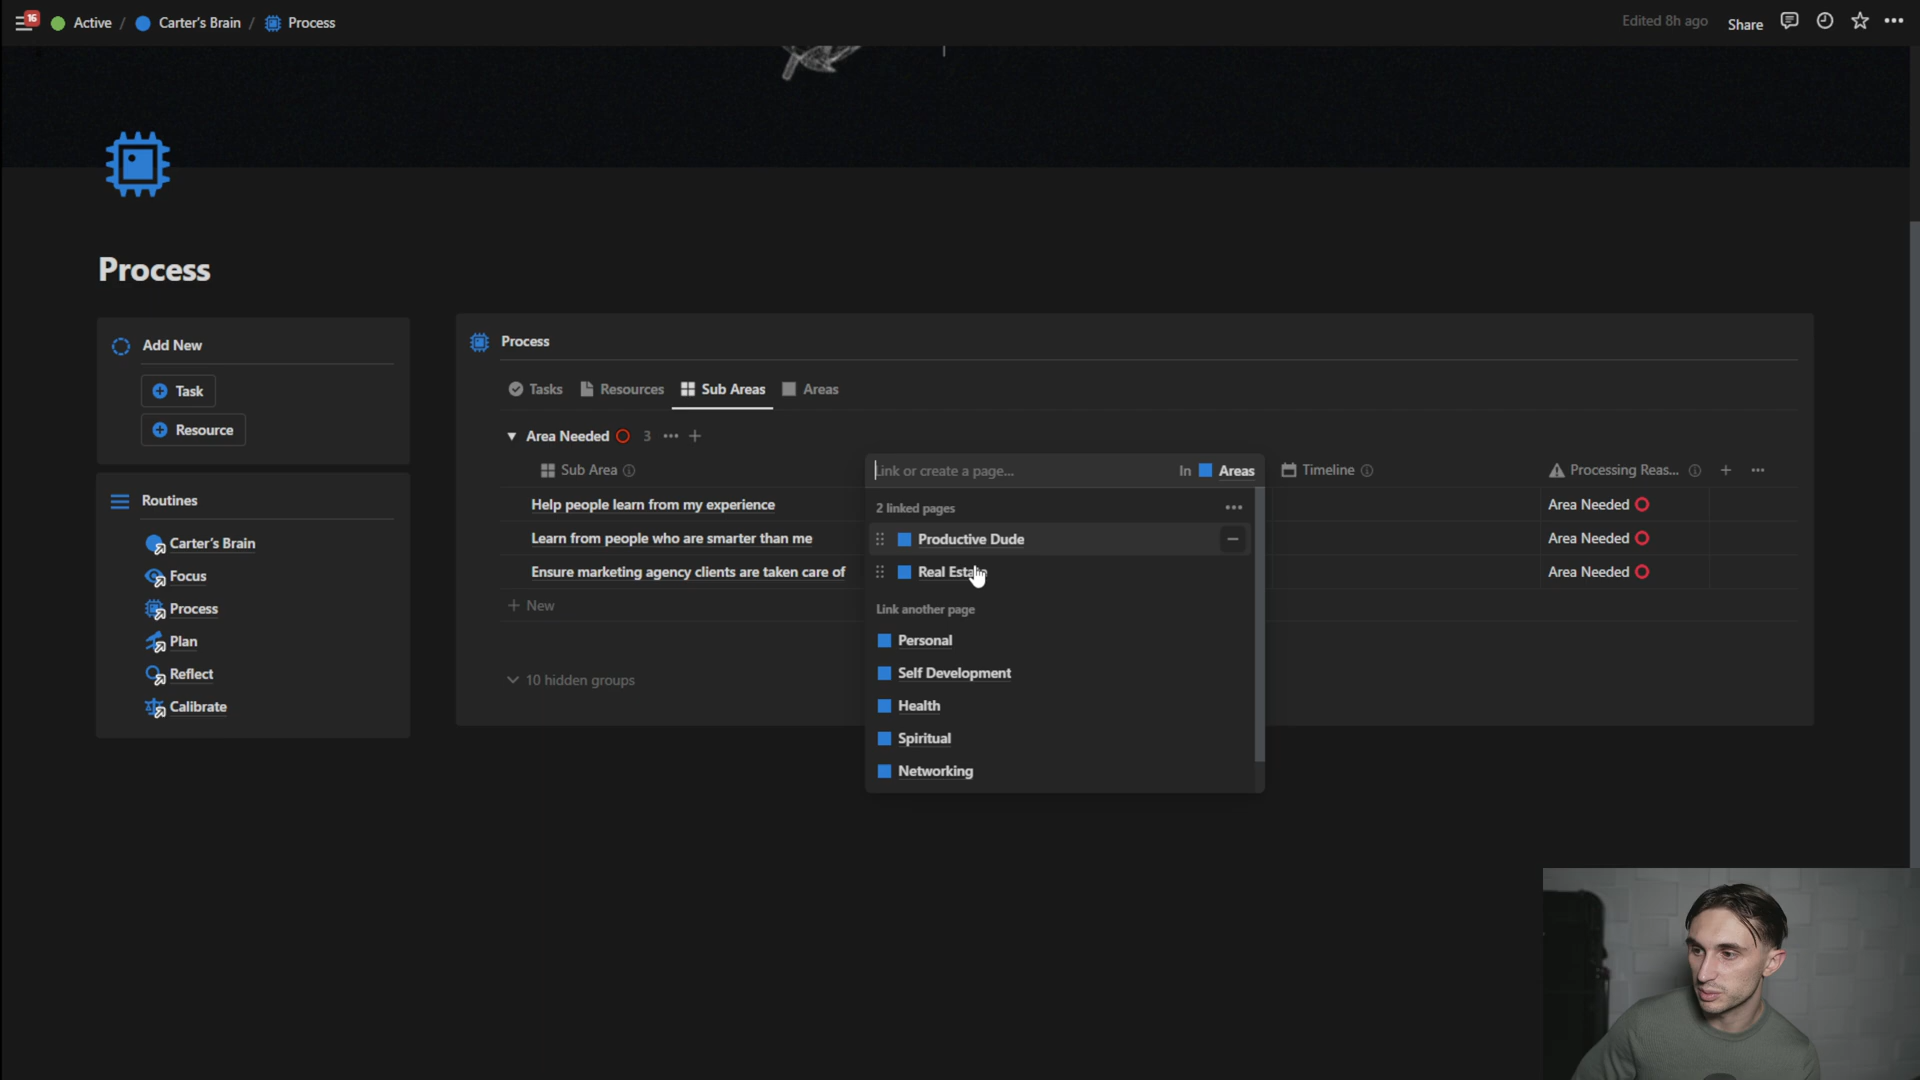 16
Active / Carter's Brain / Process
Edited 8h ago
Share
Process
Add New
Task
Resource
Routines
Carter's Brain
Focus
Process
Plan
Reflect
Calibrate
Process
Tasks
Resources
Sub Areas
Areas
Area Needed 3
Sub Area
Timeline
Processing Reas...
Help people learn from my experience
Area Needed
Learn from people who are smarter than me
Area Needed
Ensure marketing agency clients are taken care of
Area Needed
New
10 hidden groups
Link or create a page...
In Areas
2 linked pages
Productive Dude
Real Estate
Link another page
Personal
Self Development
Health
Spiritual
Networking